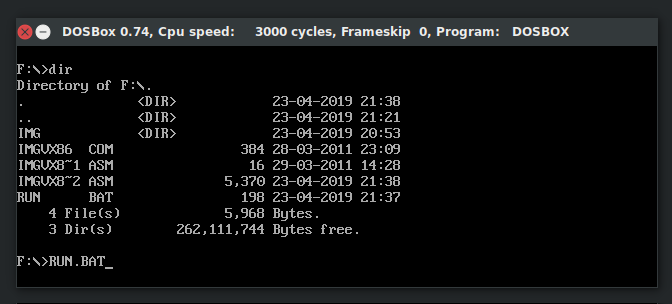 DOSBox 0.74, Cpu speed:     3000 cycles, Frameskip  0, Program:   DOSBOX
F:\>dir
Directory of F:\.
.              <DIR>            23-04-2019 21:38
..             <DIR>            23-04-2019 21:21
IMG            <DIR>            23-04-2019 20:53
IMGVX86  COM                384 28-03-2011 23:09
IMGVX8~1 ASM                 16 29-03-2011 14:28
IMGVX8~2 ASM              5,370 23-04-2019 21:38
RUN      BAT                198 23-04-2019 21:37
    4 File(s)             5,968 Bytes.
    3 Dir(s)        262,111,744 Bytes free.
F:\>RUN.BAT_